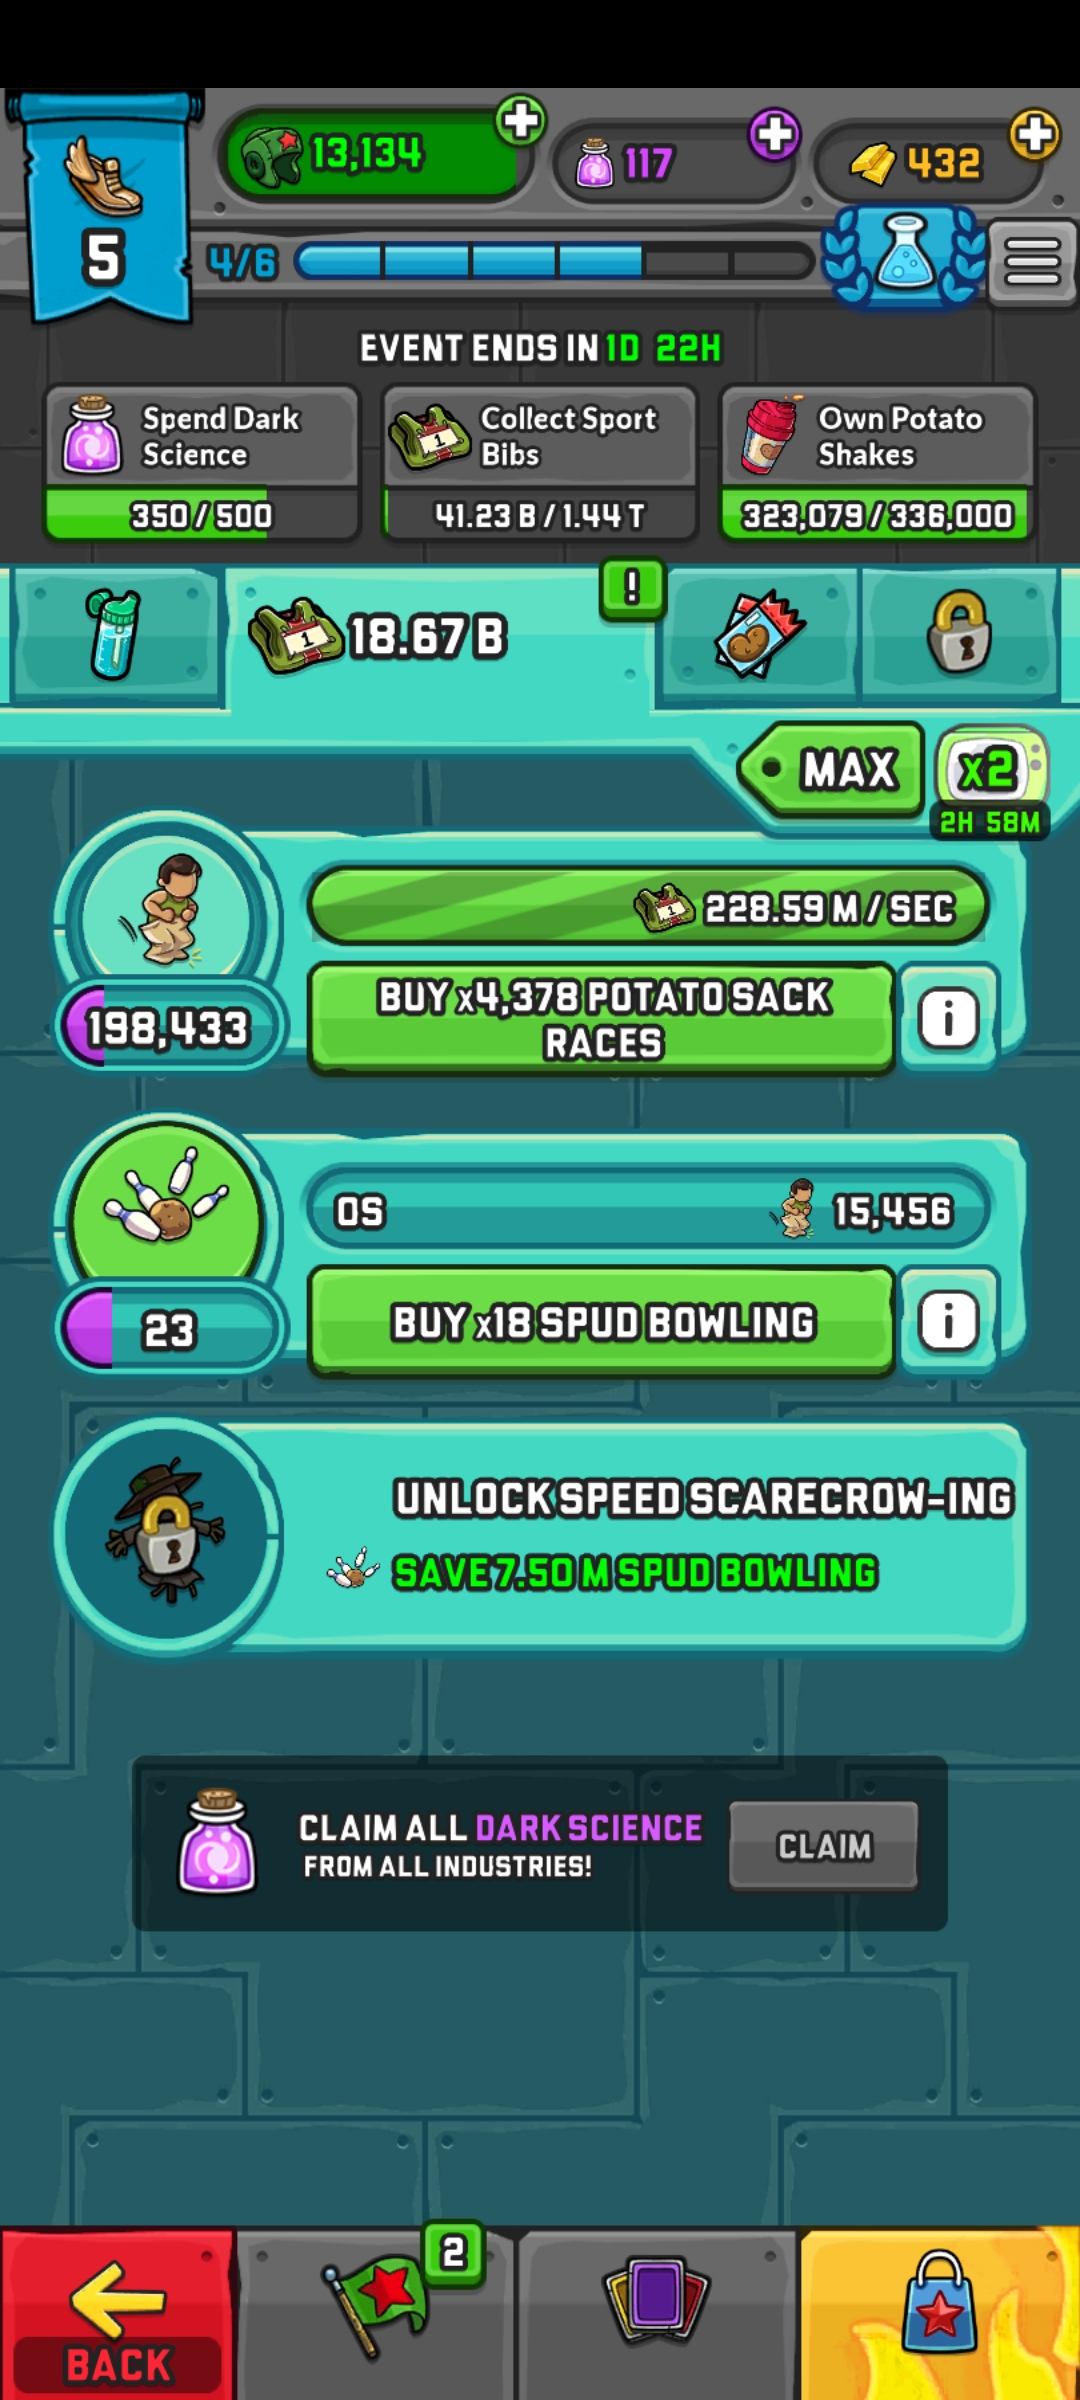 13,134
117
432
5
4/6
EVENT ENDS IN 1D 22H
Spend Dark
Science
350/500
Collect Sport
Bibs
41.23 B/1.44 T
Own Potato
Shakes
323,079/336,000
1
18.67 B
!
MAX
x2
2H 58M
1
228.59 M/SEC
198,433
BUY x4,378 POTATO SACK
RACES
i
0S
15,456
23
BUY x18 SPUD BOWLING
i
UNLOCK SPEED SCARECROW-ING
SAVE 7.50 M SPUD BOWLING
CLAIM ALL DARK SCIENCE
FROM ALL INDUSTRIES!
CLAIM
2
BACK